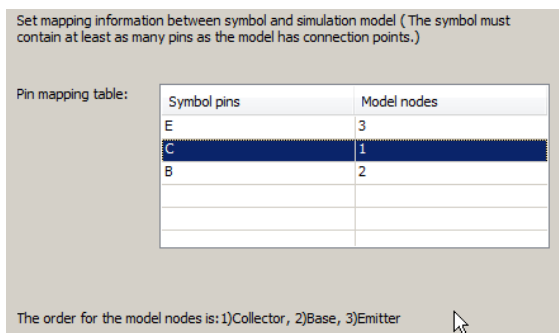 Set mapping information between symbol and simulation model ( The symbol must
contain at least as many pins as the model has connection points.)
Pin mapping table:
Symbol pins Model nodes
E 3
C 1
B 2
The order for the model nodes is:1)Collector, 2)Base, 3)Emitter